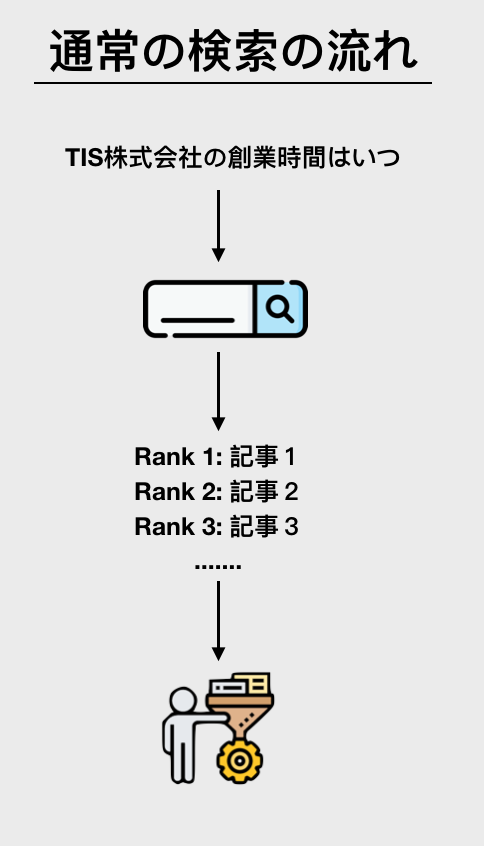 通常の検索の流れ
TIS株式会社の創業時間はいつ
Rank 1: 記事１
Rank 2: 記事２
Rank 3: 記事３
.......